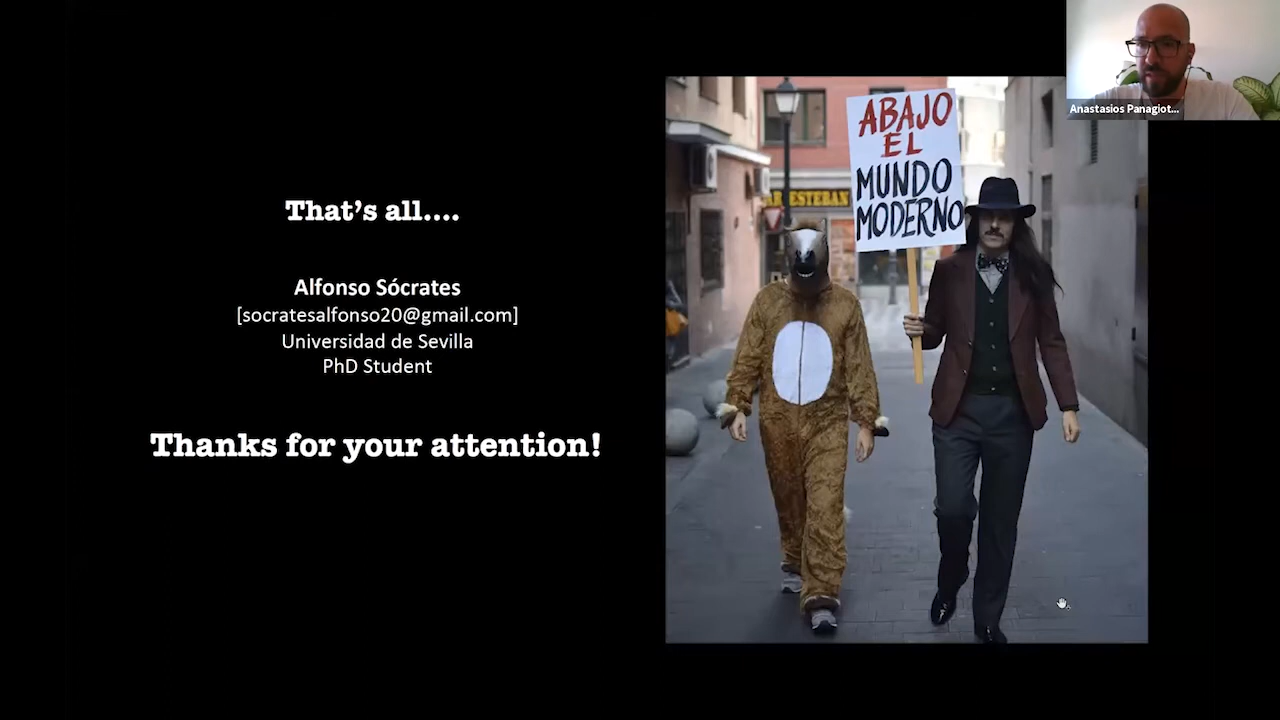 That's all....
Alfonso Sócrates
[socratesalfonso20@gmail.com]
Universidad de Sevilla
PhD Student
Thanks for your attention!
ABAJO
EL
MUNDO
MODERNO
ESTEBAN
Anastasios Panagiot...